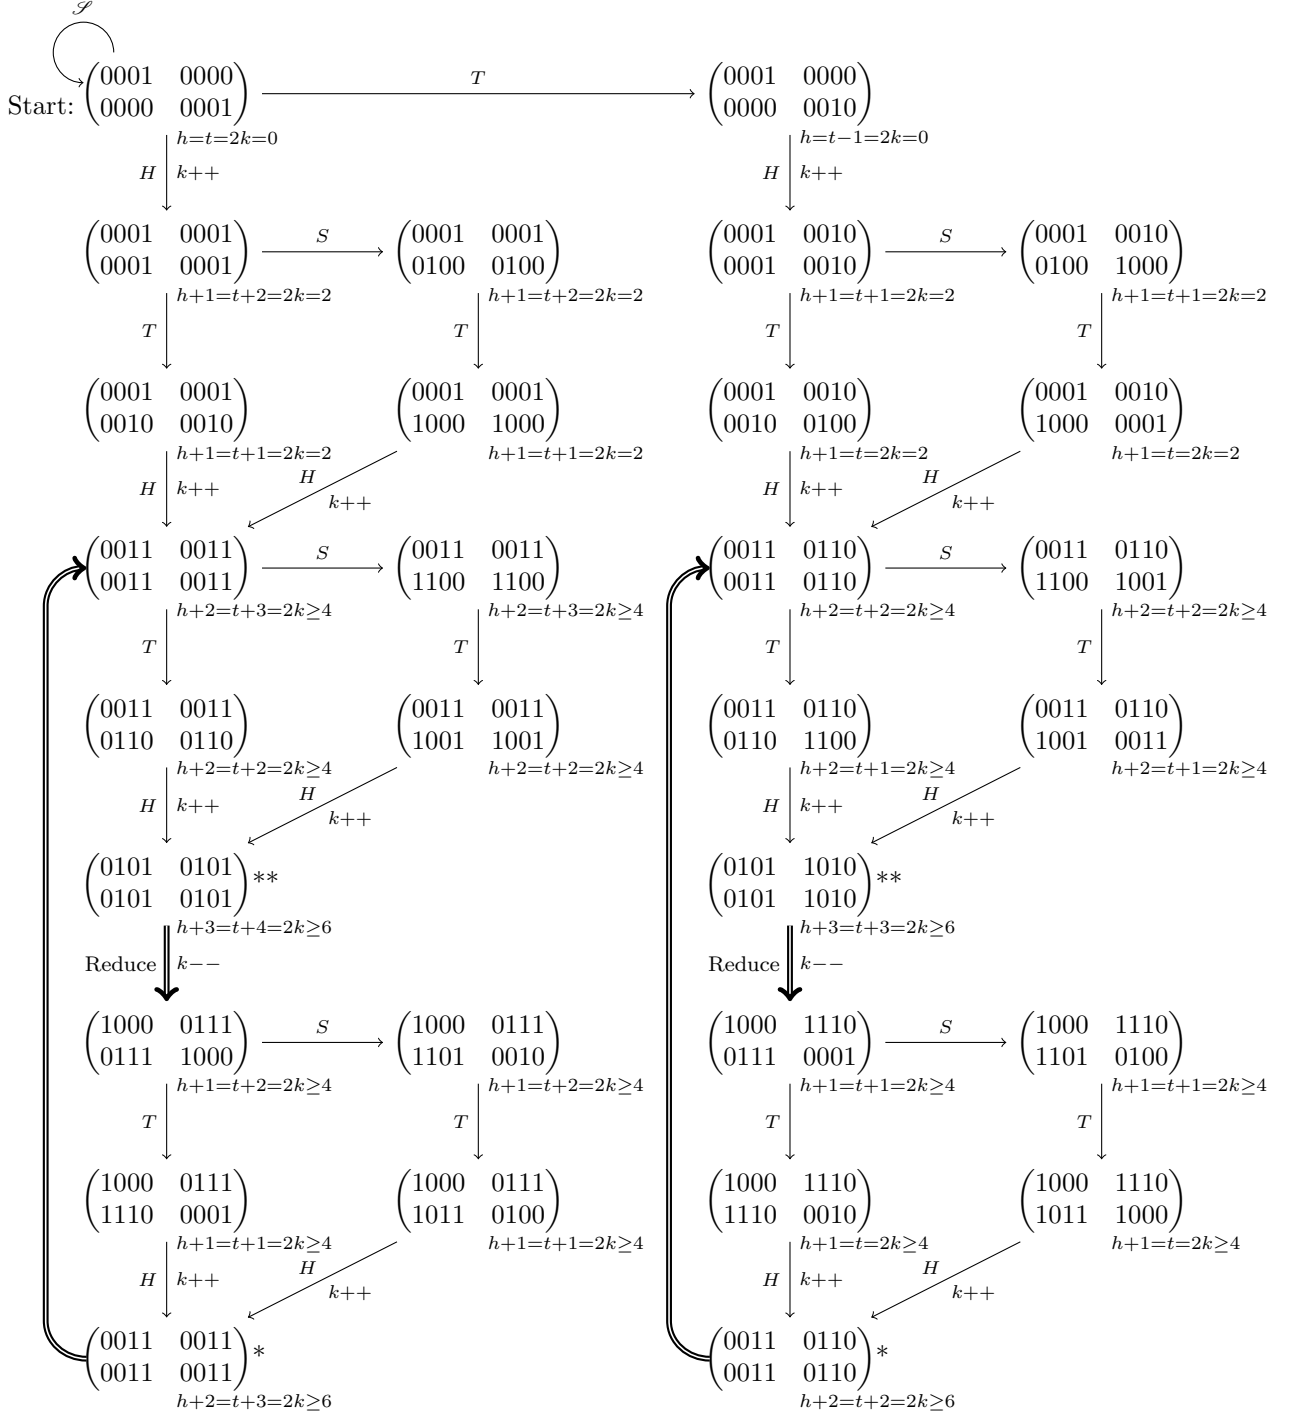 𝒮
Start: (0001 0000 T (0001 0000
0000 0001) 0000 0010)
h=t=2k=0 h=t−1=2k=0
H k++ H k++
(0001 0001 S (0001 0001 (0001 0010 S (0001 0010
0001 0001) 0100 0100) 0001 0010) 0100 1000)
h+1=t+2=2k=2 h+1=t+2=2k=2 h+1=t+1=2k=2 h+1=t+1=2k=2
T T T T
(0001 0001 (0001 0001 (0001 0010 (0001 0010
0010 0010) 1000 1000) 0010 0100) 1000 0001)
h+1=t+1=2k=2 h+1=t+1=2k=2 h+1=t=2k=2 h+1=t=2k=2
H k++ H k++ H k++ H k++
(0011 0011 S (0011 0011 (0011 0110 S (0011 0110
0011 0011) 1100 1100) 0011 0110) 1100 1001)
h+2=t+3=2k≥4 h+2=t+3=2k≥4 h+2=t+2=2k≥4 h+2=t+2=2k≥4
T T T T
(0011 0011 (0011 0011 (0011 0110 (0011 0110
0110 0110) 1001 1001) 0110 1100) 1001 0011)
h+2=t+2=2k≥4 h+2=t+2=2k≥4 h+2=t+1=2k≥4 h+2=t+1=2k≥4
H k++ H k++ H k++ H k++
(0101 0101 ** (0101 1010 **
0101 0101) 0101 1010)
h+3=t+4=2k≥6 h+3=t+3=2k≥6
Reduce k−− Reduce k−−
(1000 0111 S (1000 0111 (1000 1110 S (1000 1110
0111 1000) 1101 0010) 0111 0001) 1101 0100)
h+1=t+2=2k≥4 h+1=t+2=2k≥4 h+1=t+1=2k≥4 h+1=t+1=2k≥4
T T T T
(1000 0111 (1000 0111 (1000 1110 (1000 1110
1110 0001) 1011 0100) 1110 0010) 1011 1000)
h+1=t+1=2k≥4 h+1=t+1=2k≥4 h+1=t=2k≥4 h+1=t=2k≥4
H k++ H k++ H k++ H k++
(0011 0011 * (0011 0110 *
0011 0011) 0011 0110)
h+2=t+3=2k≥6 h+2=t+2=2k≥6